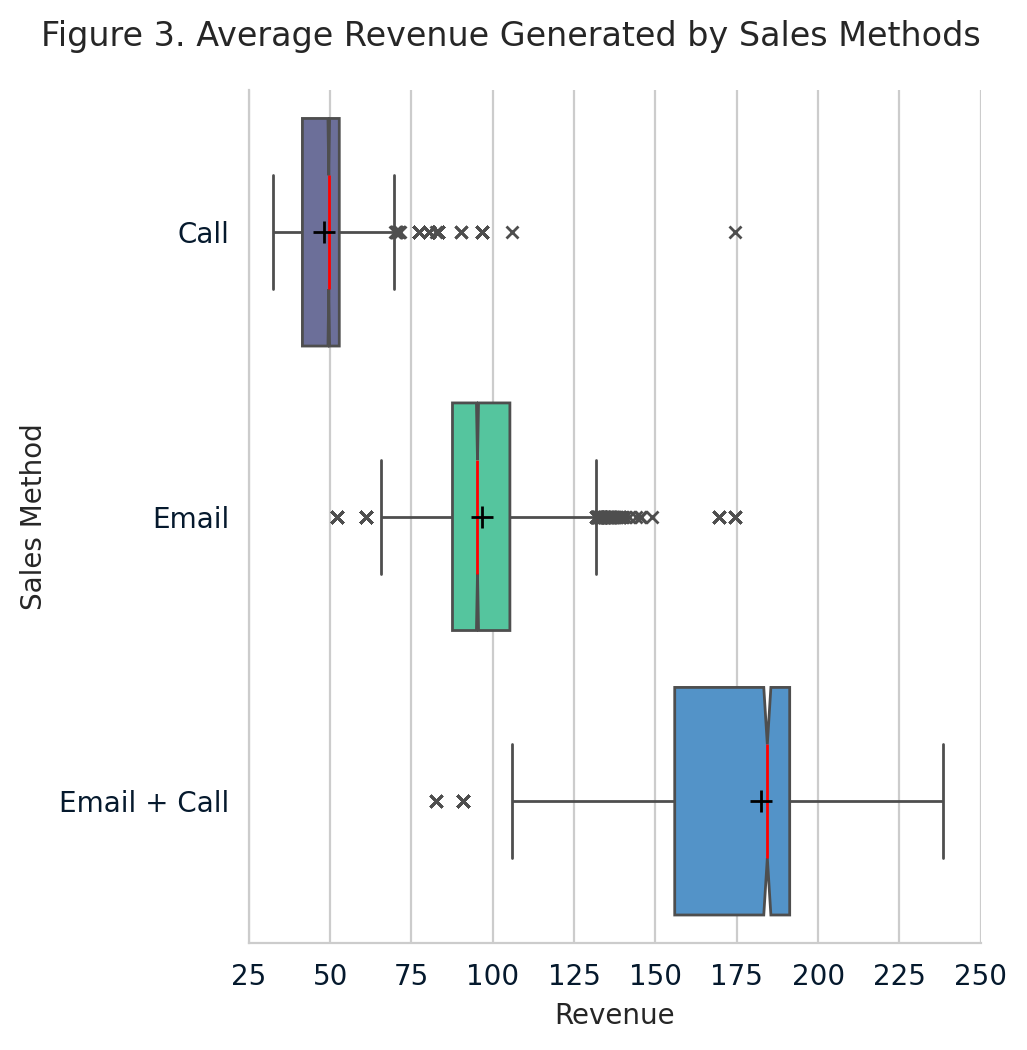 Figure 3. Average Revenue Generated by Sales Methods
Sales Method
Call
Email
Email + Call
25 50 75 100 125 150 175 200 225 250
Revenue